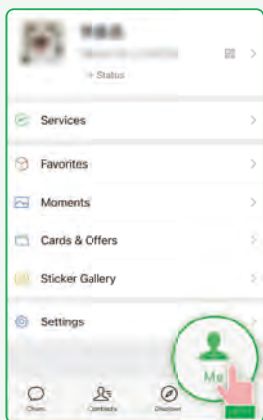 + Status
Services
Favorites
Moments
Cards & Offers
Sticker Gallery
Settings
Me
Chats
Contacts
Discover